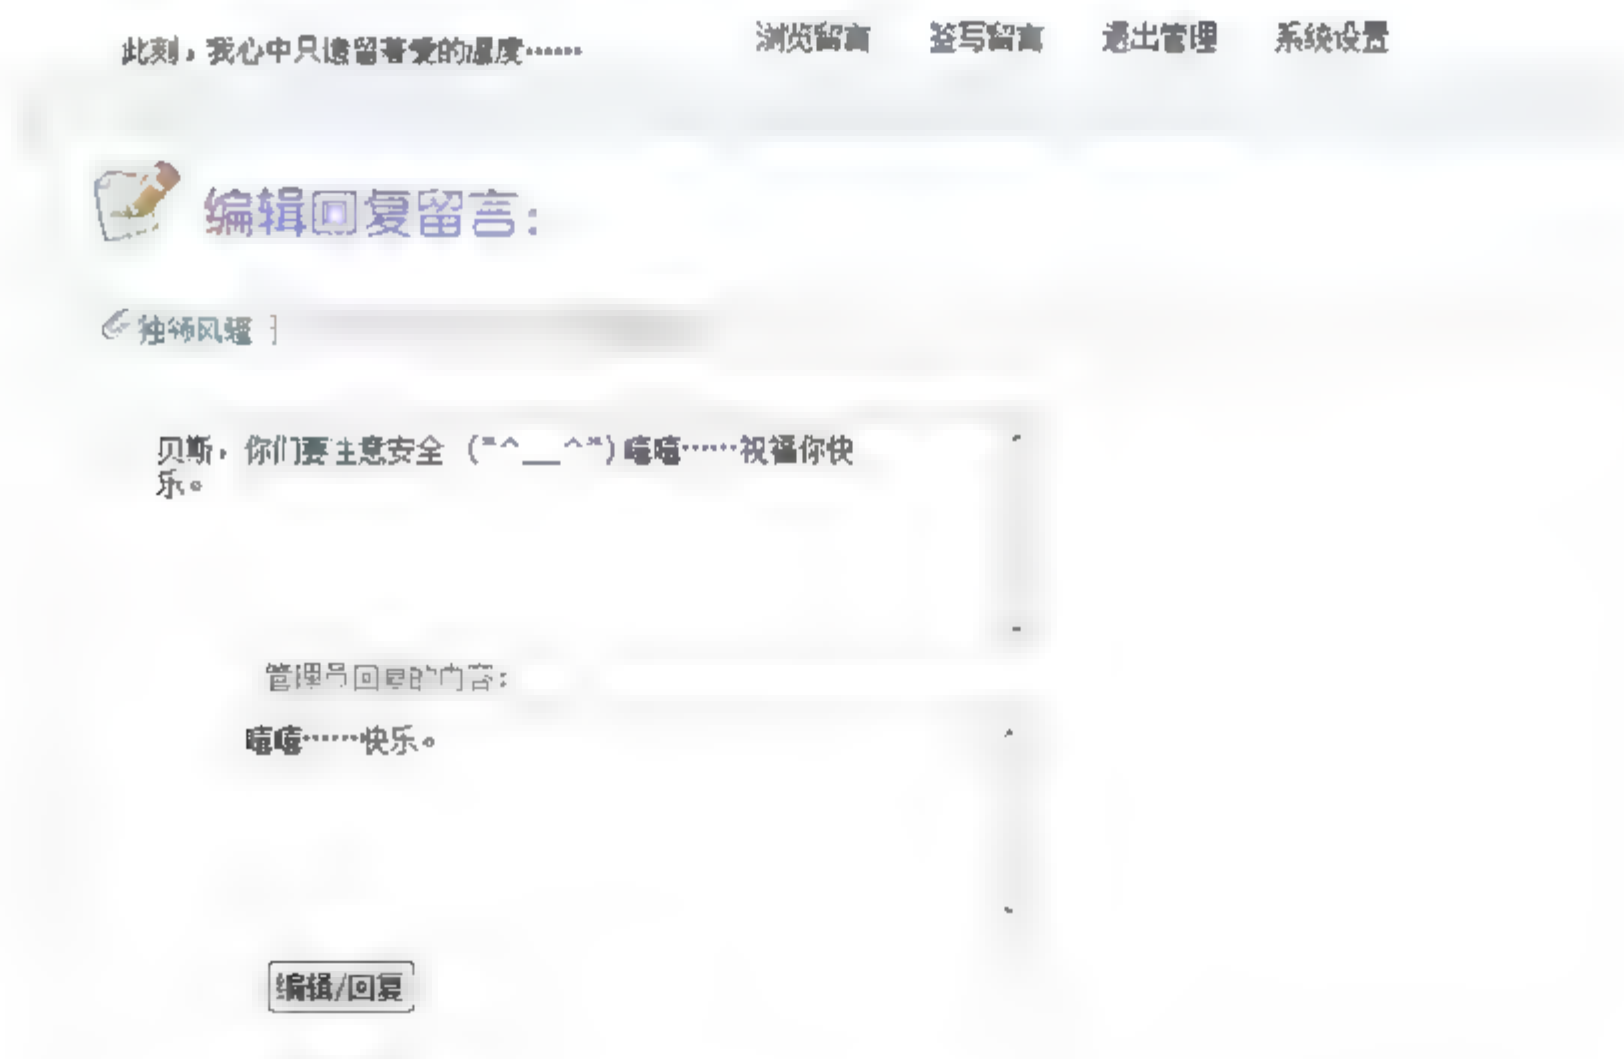 此刻，我心中只遗留着爱的温度……
浏览留言 签写留言 退出管理 系统设置
编辑回复留言：
独领风骚
贝斯，你们要注意安全 (*^__^*) 嘻嘻……祝福你快
乐。
管理员回复的内容：
嘻嘻……快乐。
编辑/回复